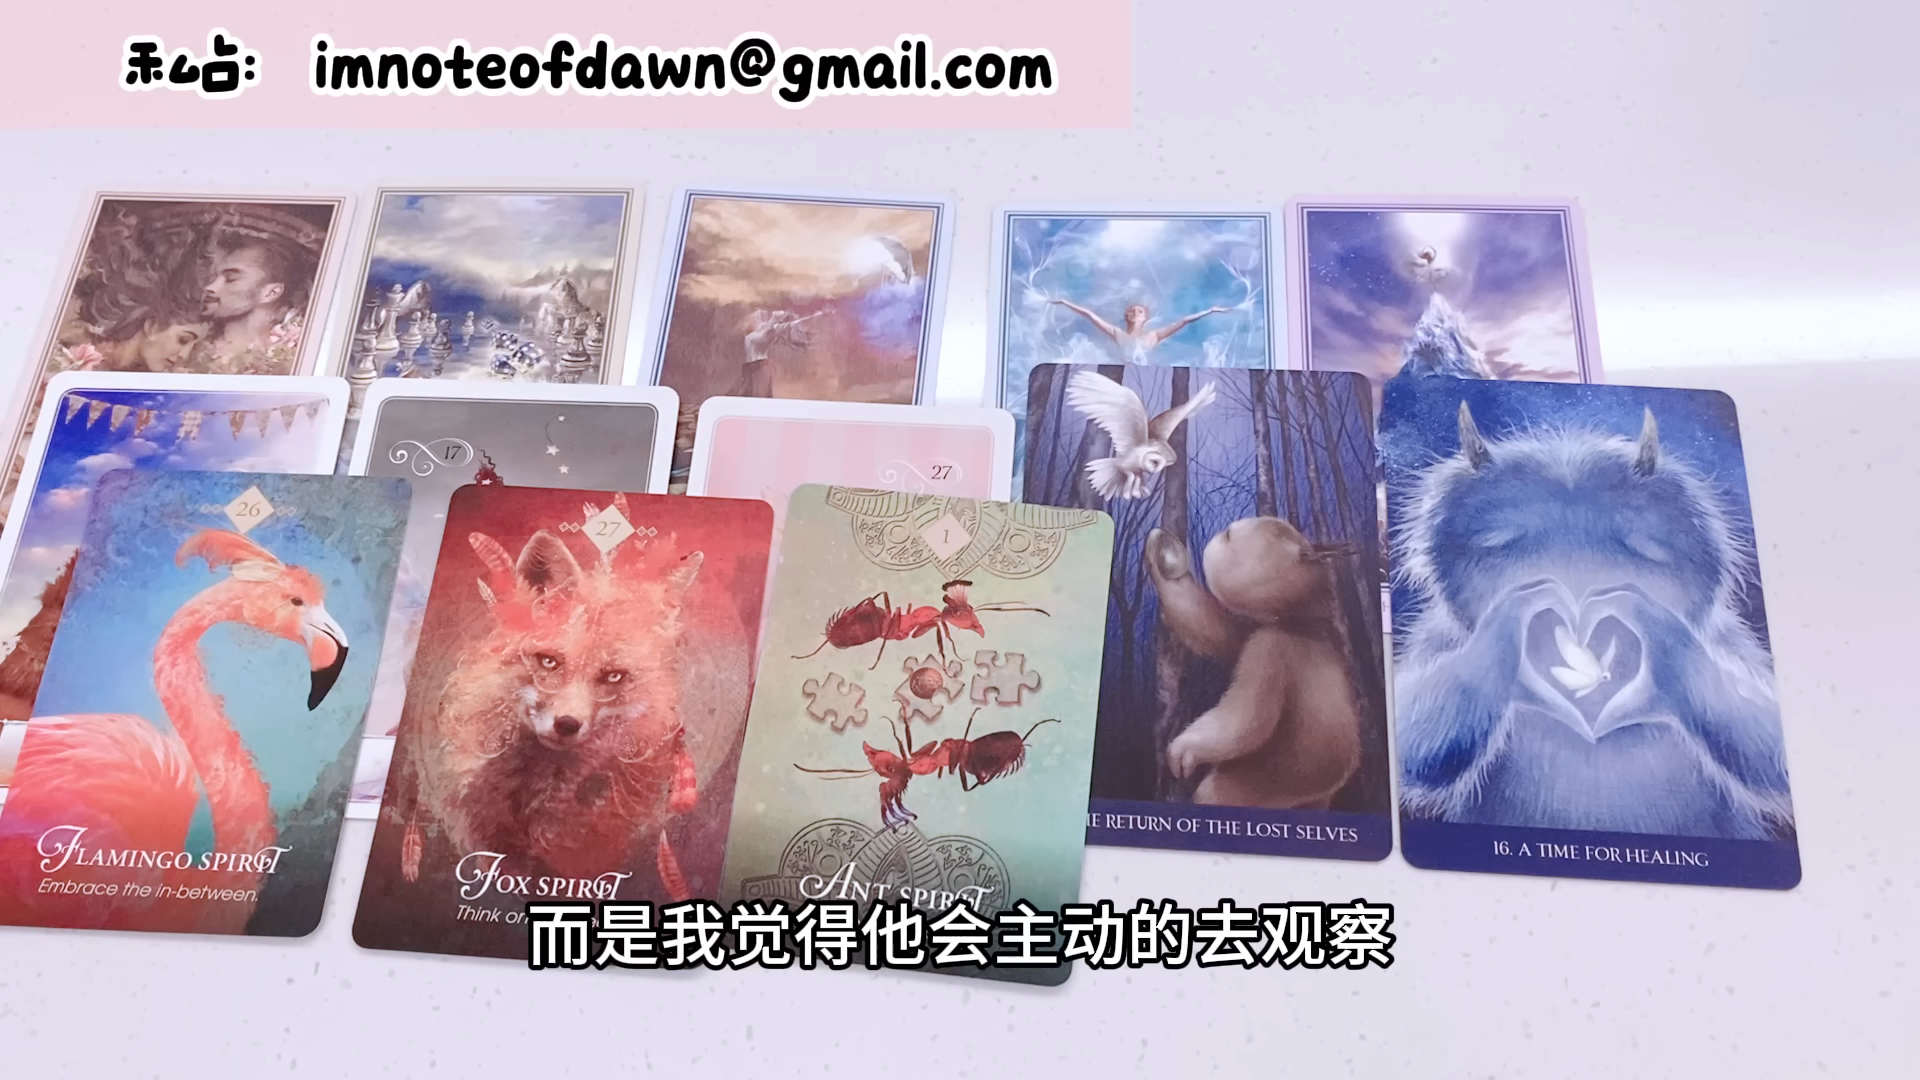 私占： imnoteofdawn@gmail.com
17
27
26
27
1
FLAMINGO SPIRIT
Embrace the in-between.
FOX SPIRIT
Think on
ANT SPIRIT
RETURN OF THE LOST SELVES
16. A TIME FOR HEALING
而是我觉得他会主动的去观察